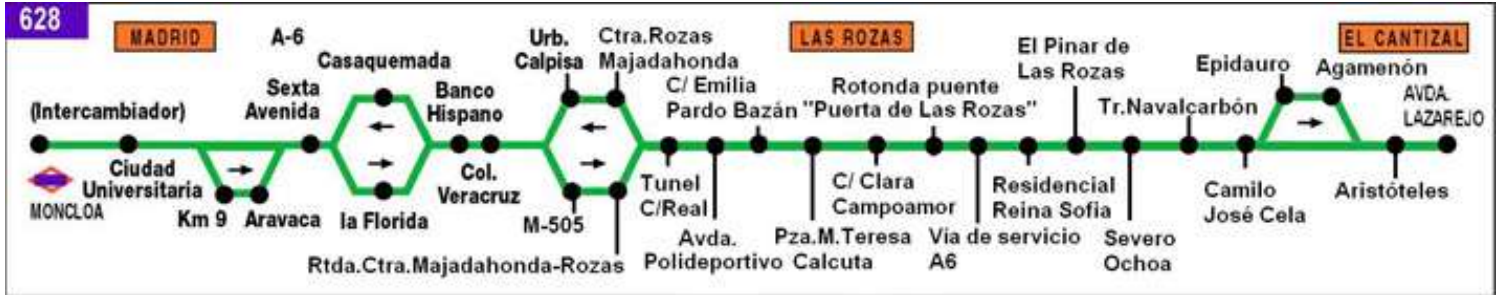 628
MADRID
A-6
LAS ROZAS
EL CANTIZAL
(Intercambiador)
MONCLOA
Ciudad
Universitaria
Km 9
Aravaca
Sexta
Avenida
Casaquemada
la Florida
Banco
Hispano
Col.
Veracruz
Urb.
Calpisa
Ctra.Rozas
Majadahonda
M-505
Rtda.Ctra.Majadahonda-Rozas
Tunel
C/Real
Avda.
Polideportivo
C/ Emilia
Pardo Bazán
Pza.M.Teresa
Calcuta
C/ Clara
Campoamor
Rotonda puente
"Puerta de Las Rozas"
Vía de servicio
A6
Residencial
Reina Sofia
El Pinar de
Las Rozas
Severo
Ochoa
Tr.Navalcarbón
Camilo
José Cela
Epidauro
Agamenón
Aristóteles
AVDA.
LAZAREJO